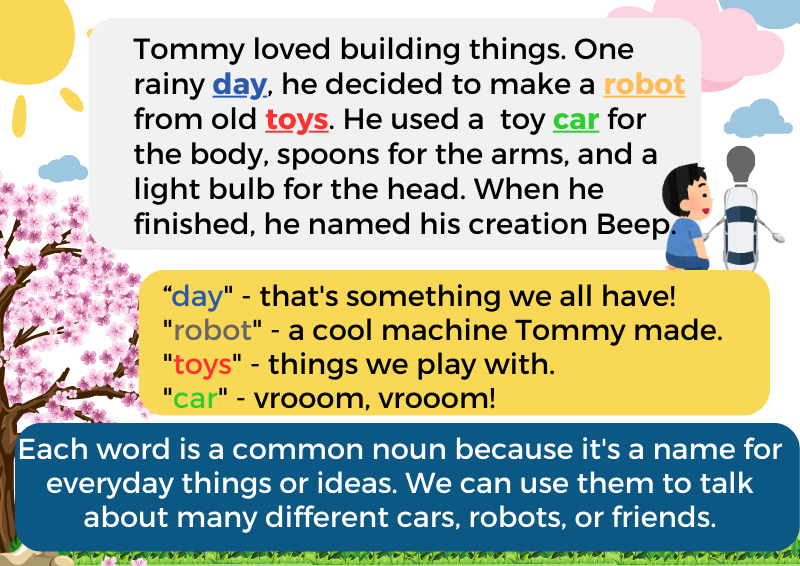 Tommy loved building things. One
rainy day, he decided to make a robot
from old toys. He used a  toy car for
the body, spoons for the arms, and a
light bulb for the head. When he
finished, he named his creation Beep.
“day" - that's something we all have!
"robot" - a cool machine Tommy made.
"toys" - things we play with.
"car" - vrooom, vrooom!
Each word is a common noun because it's a name for
everyday things or ideas. We can use them to talk
about many different cars, robots, or friends.